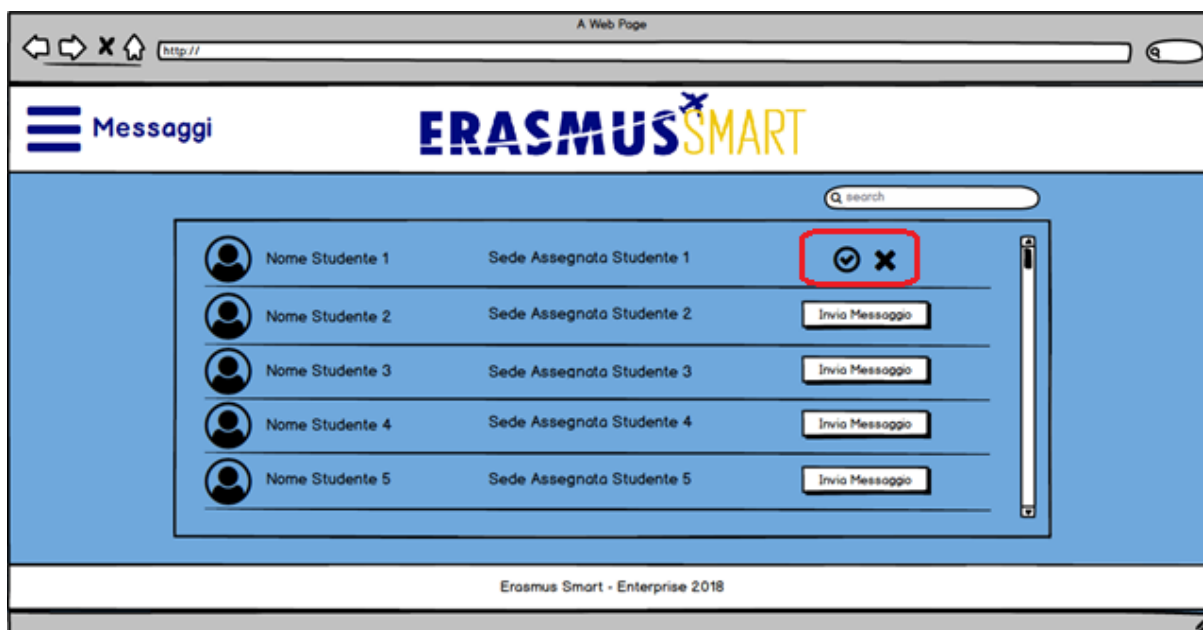 A Web Page
http://
Messaggi
ERASMUSSMART
search
Nome Studente 1 Sede Assegnata Studente 1
Nome Studente 2 Sede Assegnata Studente 2 Invia Messaggio
Nome Studente 3 Sede Assegnata Studente 3 Invia Messaggio
Nome Studente 4 Sede Assegnata Studente 4 Invia Messaggio
Nome Studente 5 Sede Assegnata Studente 5 Invia Messaggio
Erasmus Smart - Enterprise 2018